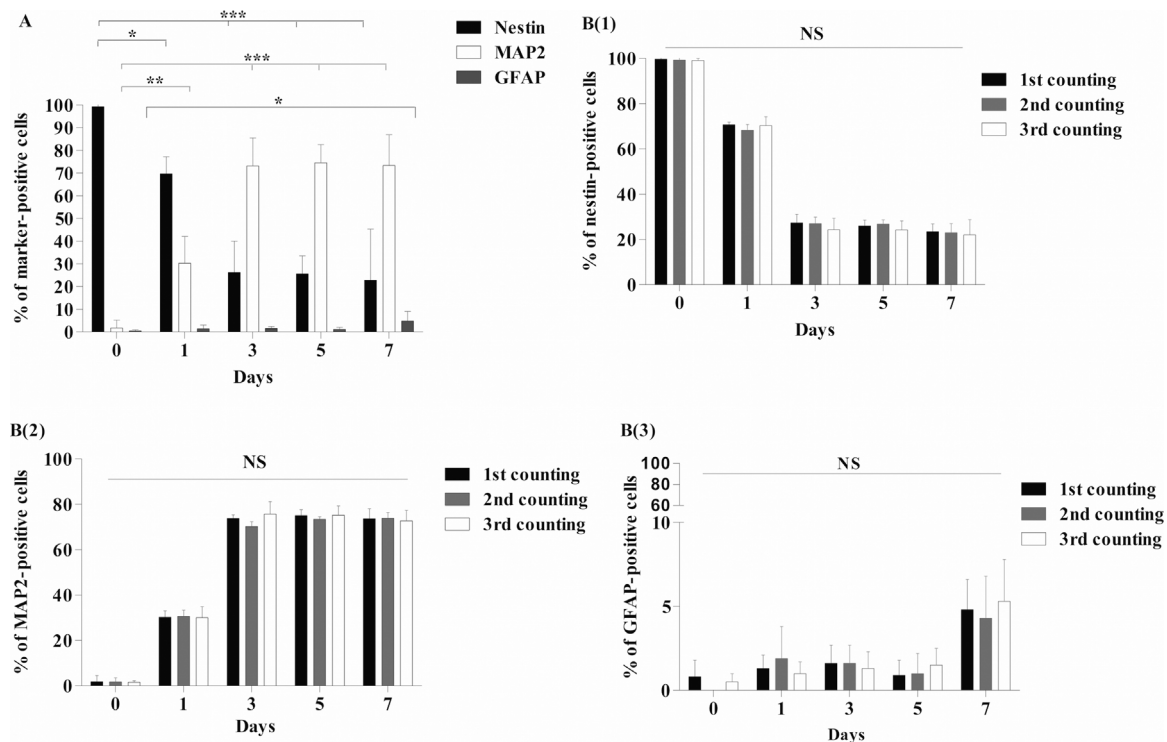 A
***
*
***
**
*
Nestin
MAP2
GFAP
% of marker-positive cells
100
90
80
70
60
50
40
30
20
10
0
0 1 3 5 7
Days
B(1)
NS
1st counting
2nd counting
3rd counting
% of nestin-positive cells
100
80
60
40
20
0
0 1 3 5 7
Days
B(2)
NS
1st counting
2nd counting
3rd counting
% of MAP2-positive cells
100
80
60
40
20
0
0 1 3 5 7
Days
B(3)
NS
1st counting
2nd counting
3rd counting
% of GFAP-positive cells
100
80
60
10
5
0
0 1 3 5 7
Days